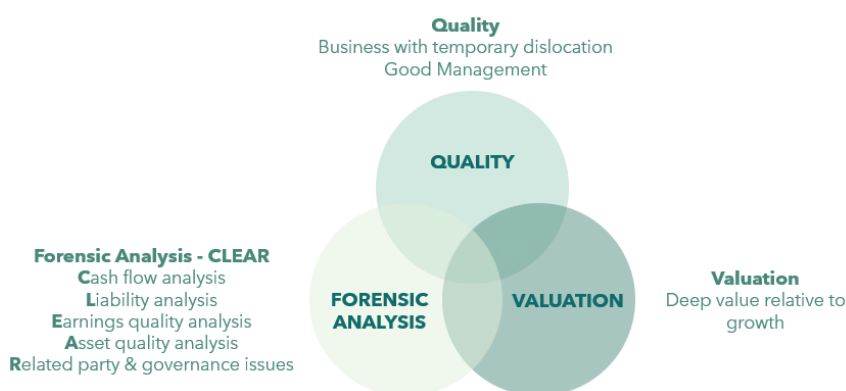 Quality
Business with temporary dislocation
Good Management
QUALITY
Forensic Analysis - CLEAR
Cash flow analysis
Liability analysis
Earnings quality analysis
Asset quality analysis
Related party & governance issues
FORENSIC
ANALYSIS
VALUATION
Valuation
Deep value relative to
growth